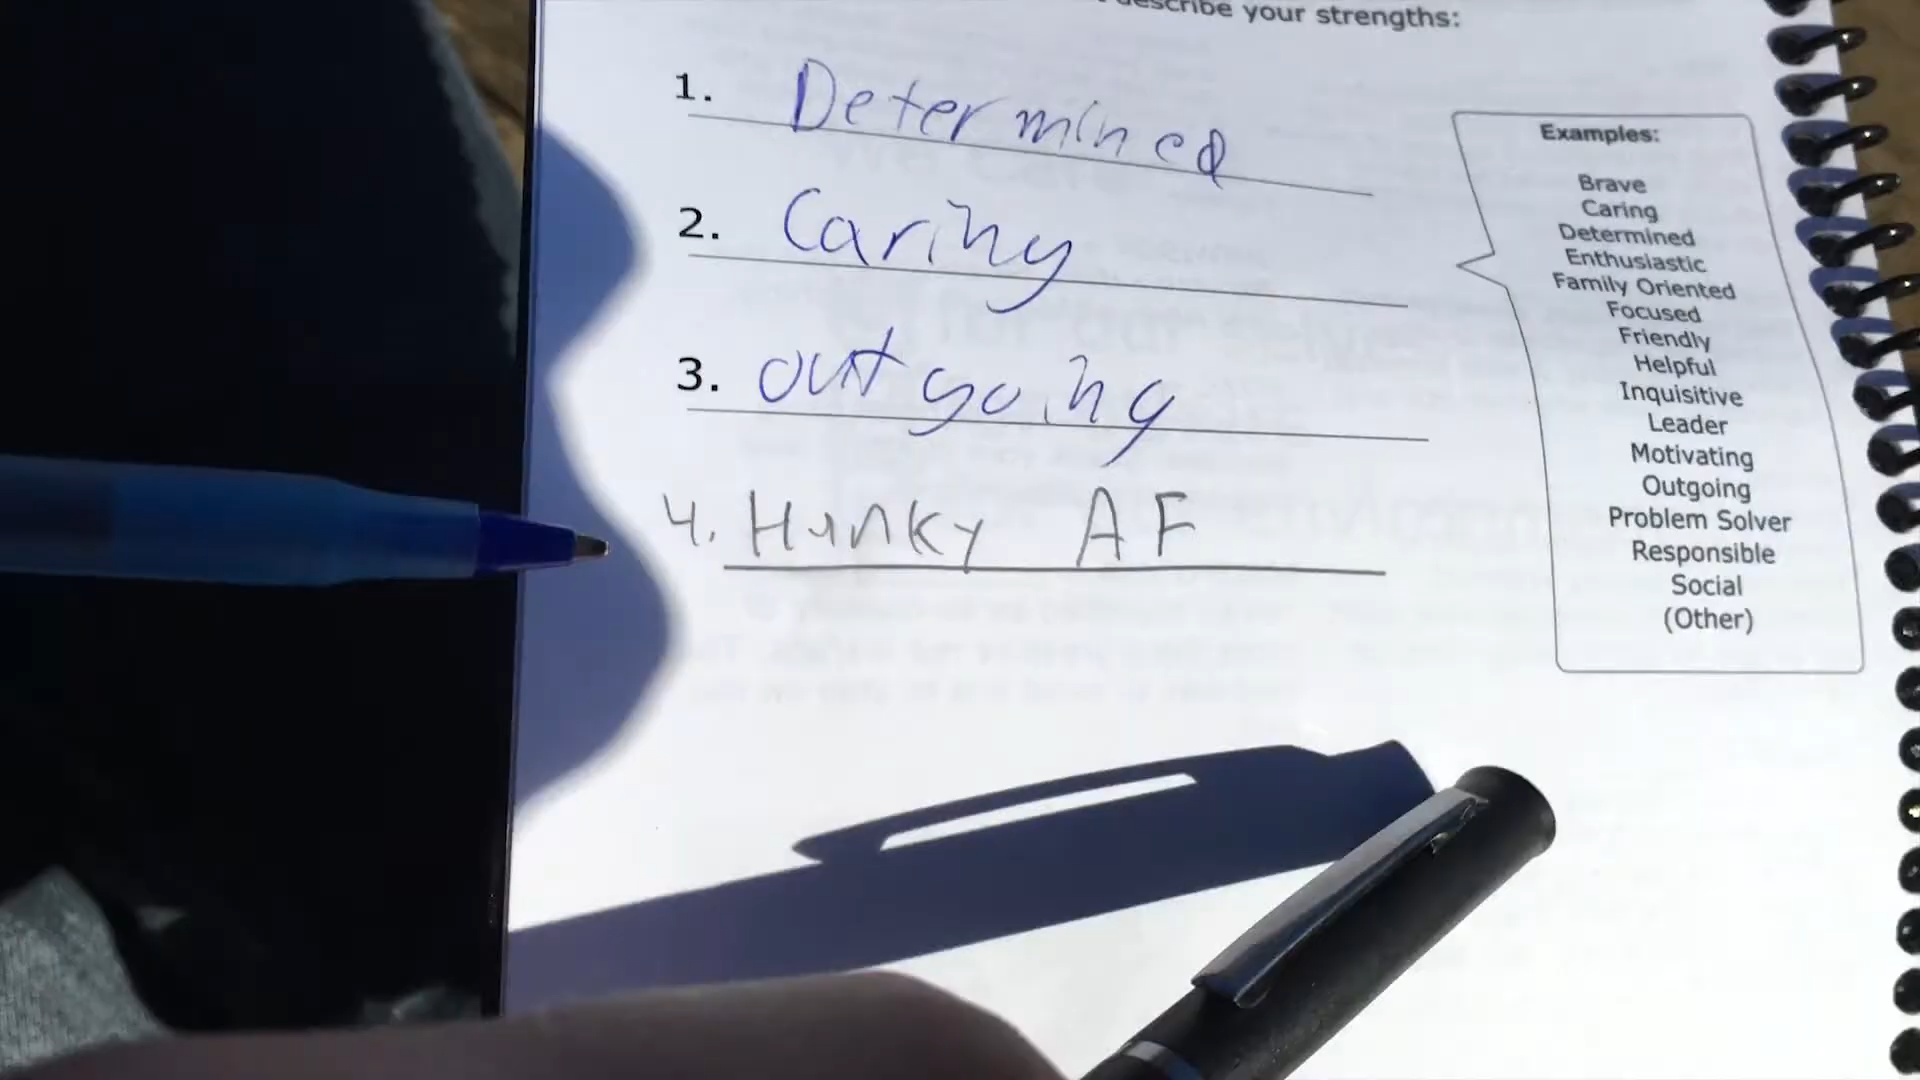 describe your strengths:
1. Determined
2. Caring
3. outgoing
4. Hunky AF
Examples:
Brave
Caring
Determined
Enthusiastic
Family Oriented
Focused
Friendly
Helpful
Inquisitive
Leader
Motivating
Outgoing
Problem Solver
Responsible
Social
(Other)